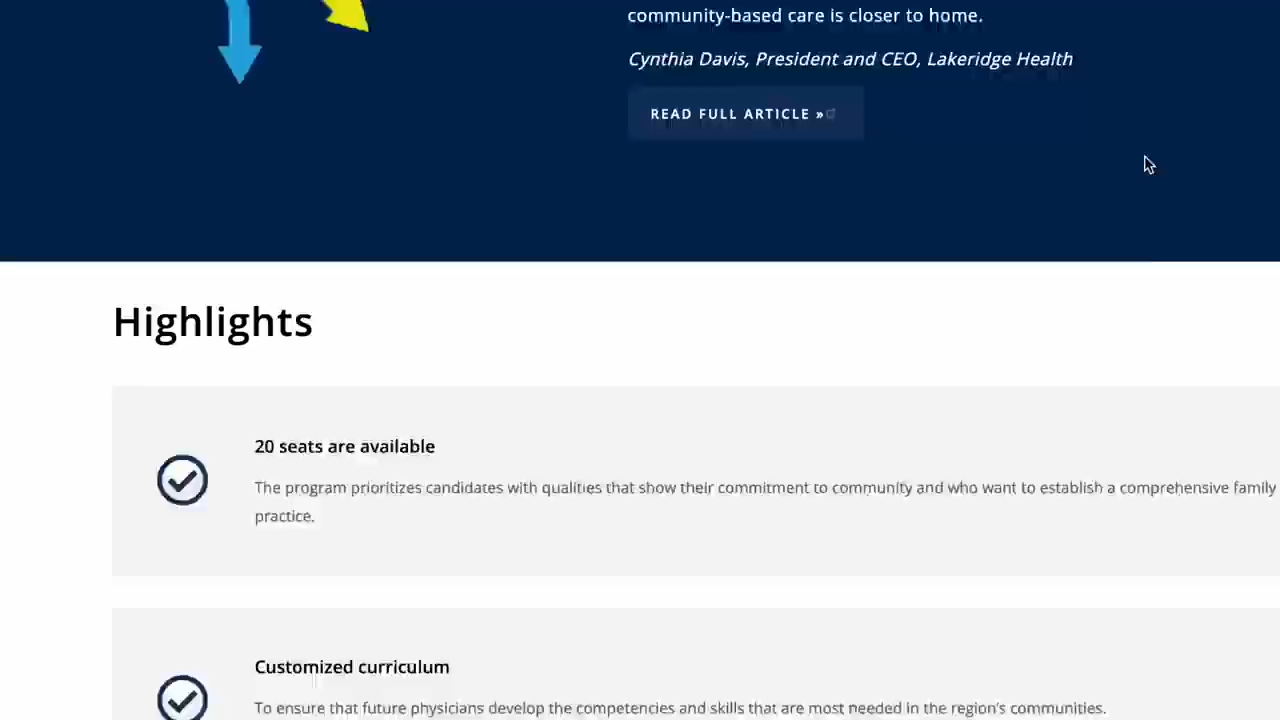 community-based care is closer to home.
Cynthia Davis, President and CEO, Lakeridge Health
READ FULL ARTICLE »
Highlights
20 seats are available
The program prioritizes candidates with qualities that show their commitment to community and who want to establish a comprehensive family
practice.
Customized curriculum
To ensure that future physicians develop the competencies and skills that are most needed in the region's communities.